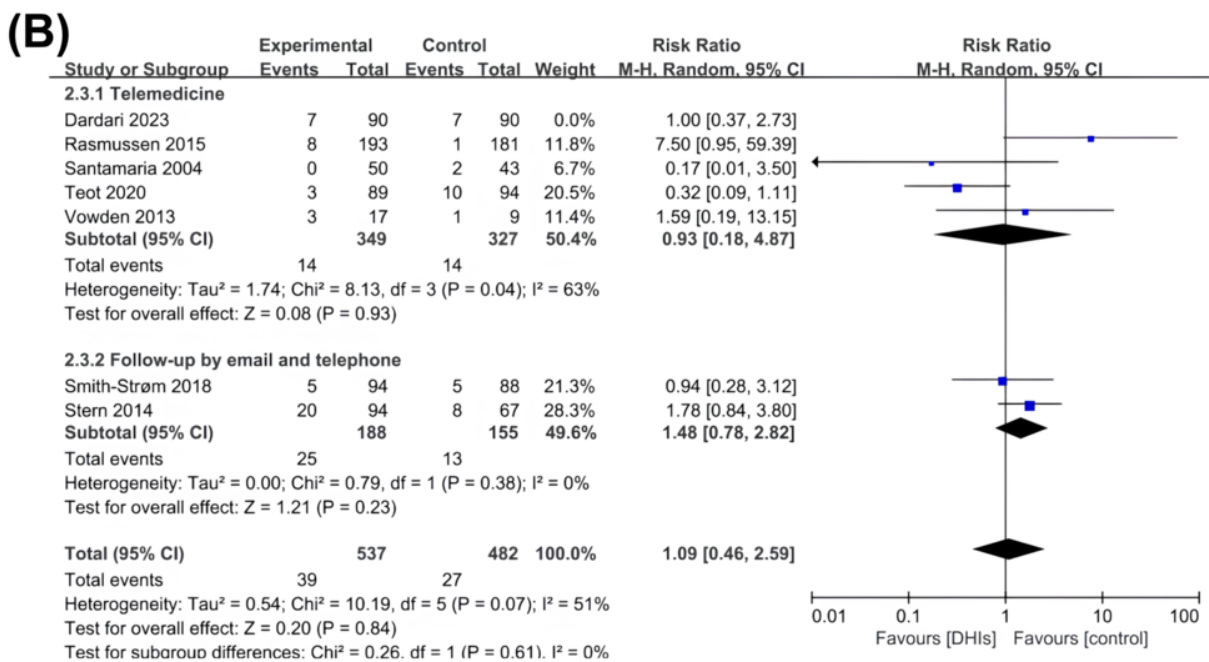 (B)
Experimental Control Risk Ratio Risk Ratio
Study or Subgroup Events Total Events Total Weight M-H, Random, 95% CI M-H, Random, 95% CI
2.3.1 Telemedicine
Dardari 2023 7 90 7 90 0.0% 1.00 [0.37, 2.73]
Rasmussen 2015 8 193 1 181 11.8% 7.50 [0.95, 59.39]
Santamaria 2004 0 50 2 43 6.7% 0.17 [0.01, 3.50]
Teot 2020 3 89 10 94 20.5% 0.32 [0.09, 1.11]
Vowden 2013 3 17 1 9 11.4% 1.59 [0.19, 13.15]
Subtotal (95% CI) 349 327 50.4% 0.93 [0.18, 4.87]
Total events 14 14
Heterogeneity: Tau² = 1.74; Chi² = 8.13, df = 3 (P = 0.04); I² = 63%
Test for overall effect: Z = 0.08 (P = 0.93)
2.3.2 Follow-up by email and telephone
Smith-Strøm 2018 5 94 5 88 21.3% 0.94 [0.28, 3.12]
Stern 2014 20 94 8 67 28.3% 1.78 [0.84, 3.80]
Subtotal (95% CI) 188 155 49.6% 1.48 [0.78, 2.82]
Total events 25 13
Heterogeneity: Tau² = 0.00; Chi² = 0.79, df = 1 (P = 0.38); I² = 0%
Test for overall effect: Z = 1.21 (P = 0.23)
Total (95% CI) 537 482 100.0% 1.09 [0.46, 2.59]
Total events 39 27
Heterogeneity: Tau² = 0.54; Chi² = 10.19, df = 5 (P = 0.07); I² = 51%
Test for overall effect: Z = 0.20 (P = 0.84)
Test for subgroup differences: Chi² = 0.26, df = 1 (P = 0.61), I² = 0%
0.01 0.1 1 10 100
Favours [DHIs] Favours [control]